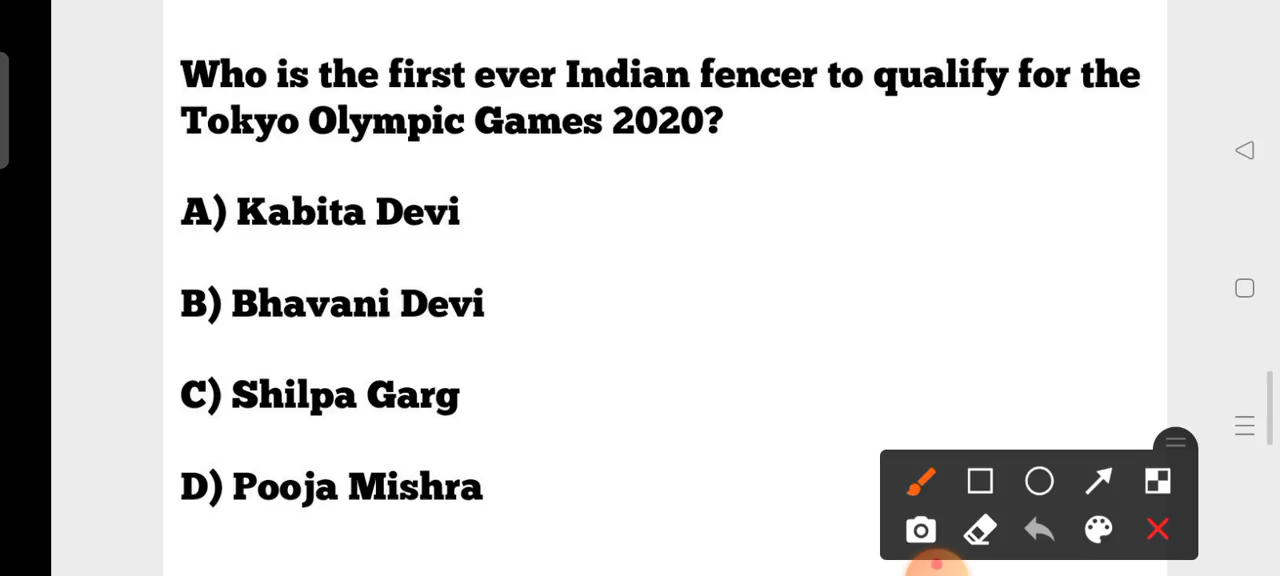 Who is the first ever Indian fencer to qualify for the
Tokyo Olympic Games 2020?
A) Kabita Devi
B) Bhavani Devi
C) Shilpa Garg
D) Pooja Mishra